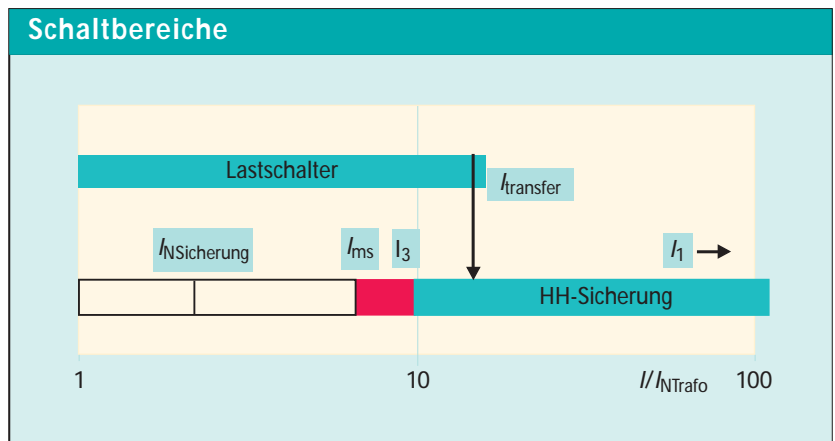 Schaltbereiche
Lastschalter
Itransfer
INSicherung
Ims
I3
I1
HH-Sicherung
1
10
I/INTrafo
100